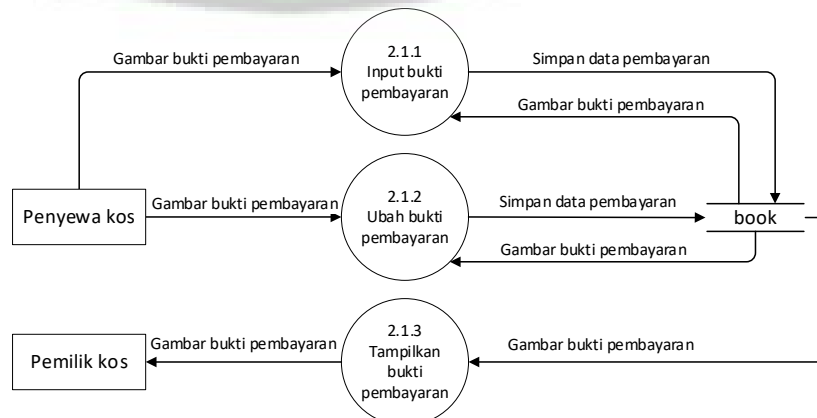 2.1.1
Input bukti
pembayaran
Gambar bukti pembayaran
Simpan data pembayaran
Gambar bukti pembayaran
Penyewa kos
Gambar bukti pembayaran
2.1.2
Ubah bukti
pembayaran
Simpan data pembayaran
book
Gambar bukti pembayaran
Pemilik kos
Gambar bukti pembayaran
2.1.3
Tampilkan
bukti
pembayaran
Gambar bukti pembayaran